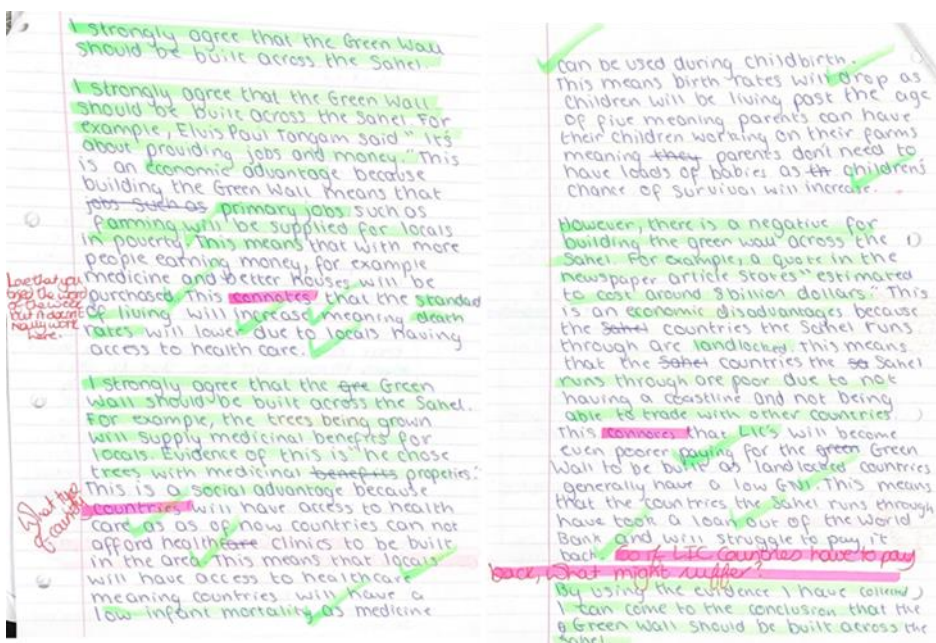 I strongly agree that the Green Wall
should be built across the Sahel.
I strongly agree that the Green Wall
should be built across the Sahel. For
example, Elvis Paul Tangam said " It's
about providing jobs and money." This
is an economic advantage because
building the Green Wall means that
jobs such as primary jobs such as
farming will be supplied for locals
in poverty. This means that with more
people earning money, for example
medicine and better houses will be
purchased. This connotes that the standad
of living will increase meaning death
rates will lower due to locals having
access to health care.
Love that you
used the word
of the week
but it doesn't
really work
here.
I strongly agree that the Gre Green
Wall should be built across the Sahel.
For example, the trees being grown
will supply medicinal benefits for
locals. Evidence of this is "he chose
trees with medicinal benefits propeties."
This is a social advantage because
countries will have access to health
care as as of now countries can not
afford healthcare clinics to be built
in the area. This means that locals
will have access to healthcare
meaning countries will have a
low infant mortality as medicine
What type
of country
can be used during childbirth.
This means birth rates will drop as
children will be living past the age
of five meaning parents can have
their children working on their farms
meaning they parents don't need to
have loads of babies as th childrens
chance of survival will increase.
However, there is a negative for
building the green wall across the
Sahel. For example, a quote in the
newspaper article states "estimated
to cost around 8billion dollars." This
is an economic disadvantages because
the Sahel countries the Sahel runs
through are landlocked. This means
that the Sahel countries the sa Sahel
runs through are poor due to not
having a coastline and not being
able to trade with other countries.
This connotes that LIC's will become
even poorer paying for the green Green
Wall to be built as landlocked countries
generally have a low GNI. This means
that the countries the Sahel runs through
have took a loan out of the World
Bank and will struggle to pay it
back. So if LIC countries have to pay
back, what might suffer?
By using the evidence I have collected
I can come to the conclusion that the
Green Wall should be built across the
Sahel